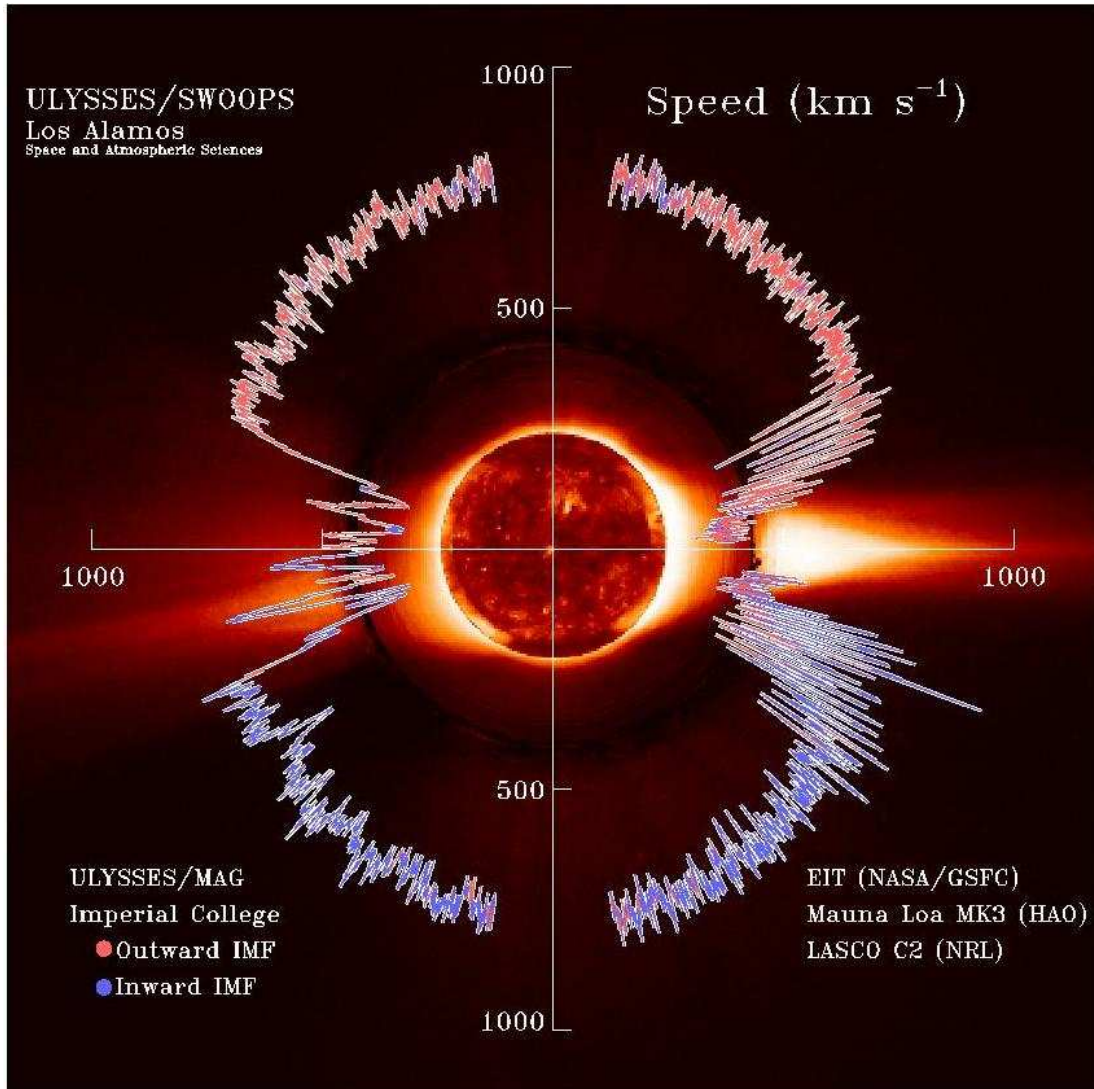 ULYSSES/SWOOPS
Los Alamos
Space and Atmospheric Sciences
1000
Speed (km s⁻¹)
500
1000
1000
500
ULYSSES/MAG
Imperial College
Outward IMF
Inward IMF
EIT (NASA/GSFC)
Mauna Loa MK3 (HAO)
LASCO C2 (NRL)
1000